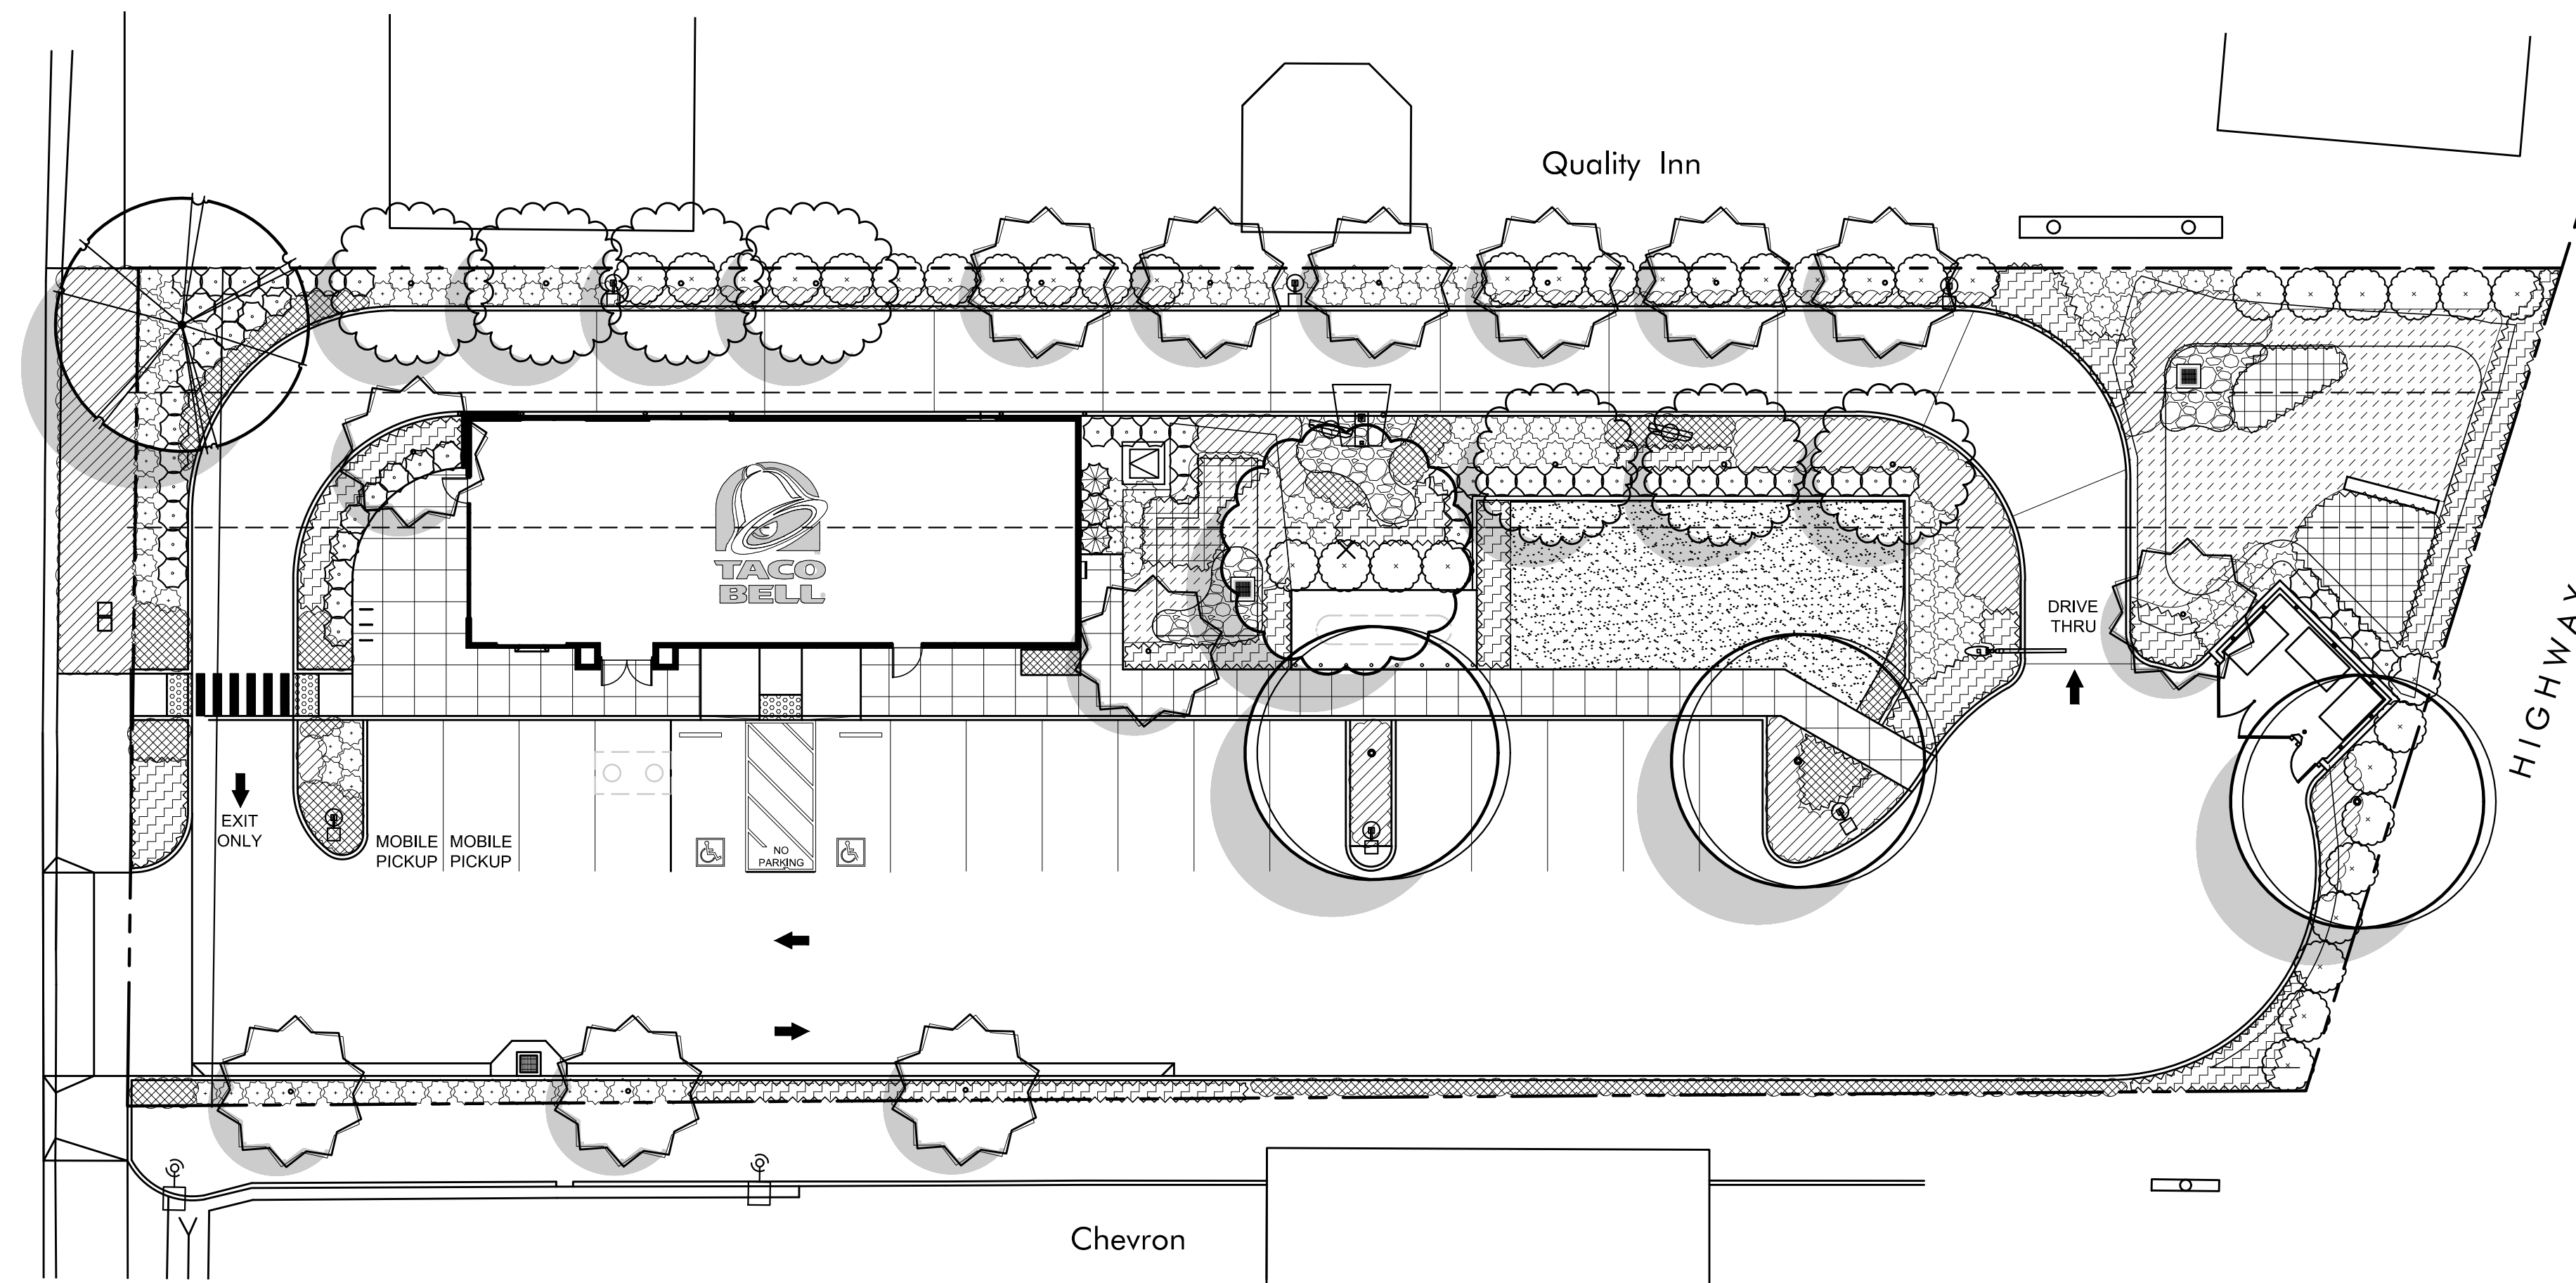 Quality Inn
TACO
BELL
DRIVE
THRU
HIGHWAY
EXIT
ONLY
MOBILE
PICKUP
MOBILE
PICKUP
NO
PARKING
Chevron